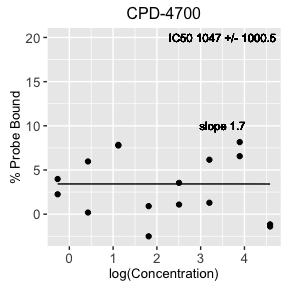 CPD-4700
IC50 1047 +/- 1000.6
slope 1.7
% Probe Bound
20
15
10
5
0
0
1
2
3
4
log(Concentration)